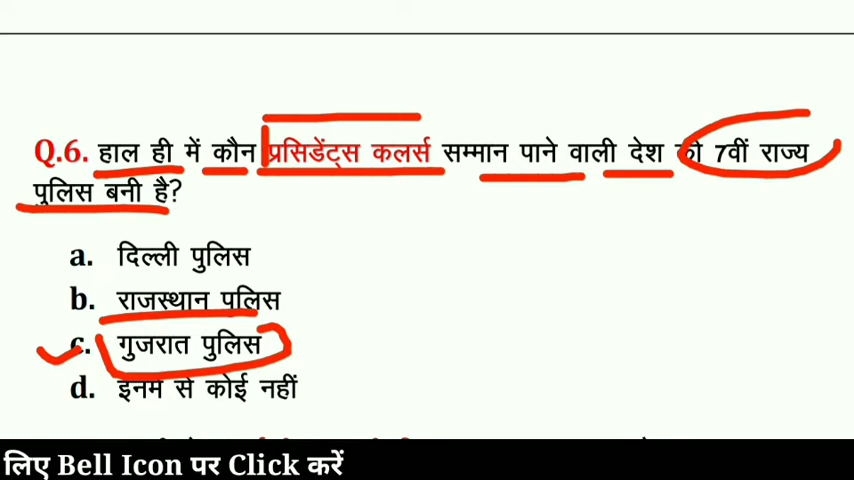 Q.6. हाल ही में कौन प्रसिडेंट्स कलर्स सम्मान पाने वाली देश की 7वीं राज्य
पुलिस बनी है?
a. दिल्ली पुलिस
b. राजस्थान पुलिस
c. गुजरात पुलिस
d. इनमें से कोई नहीं
लिए Bell Icon पर Click करें